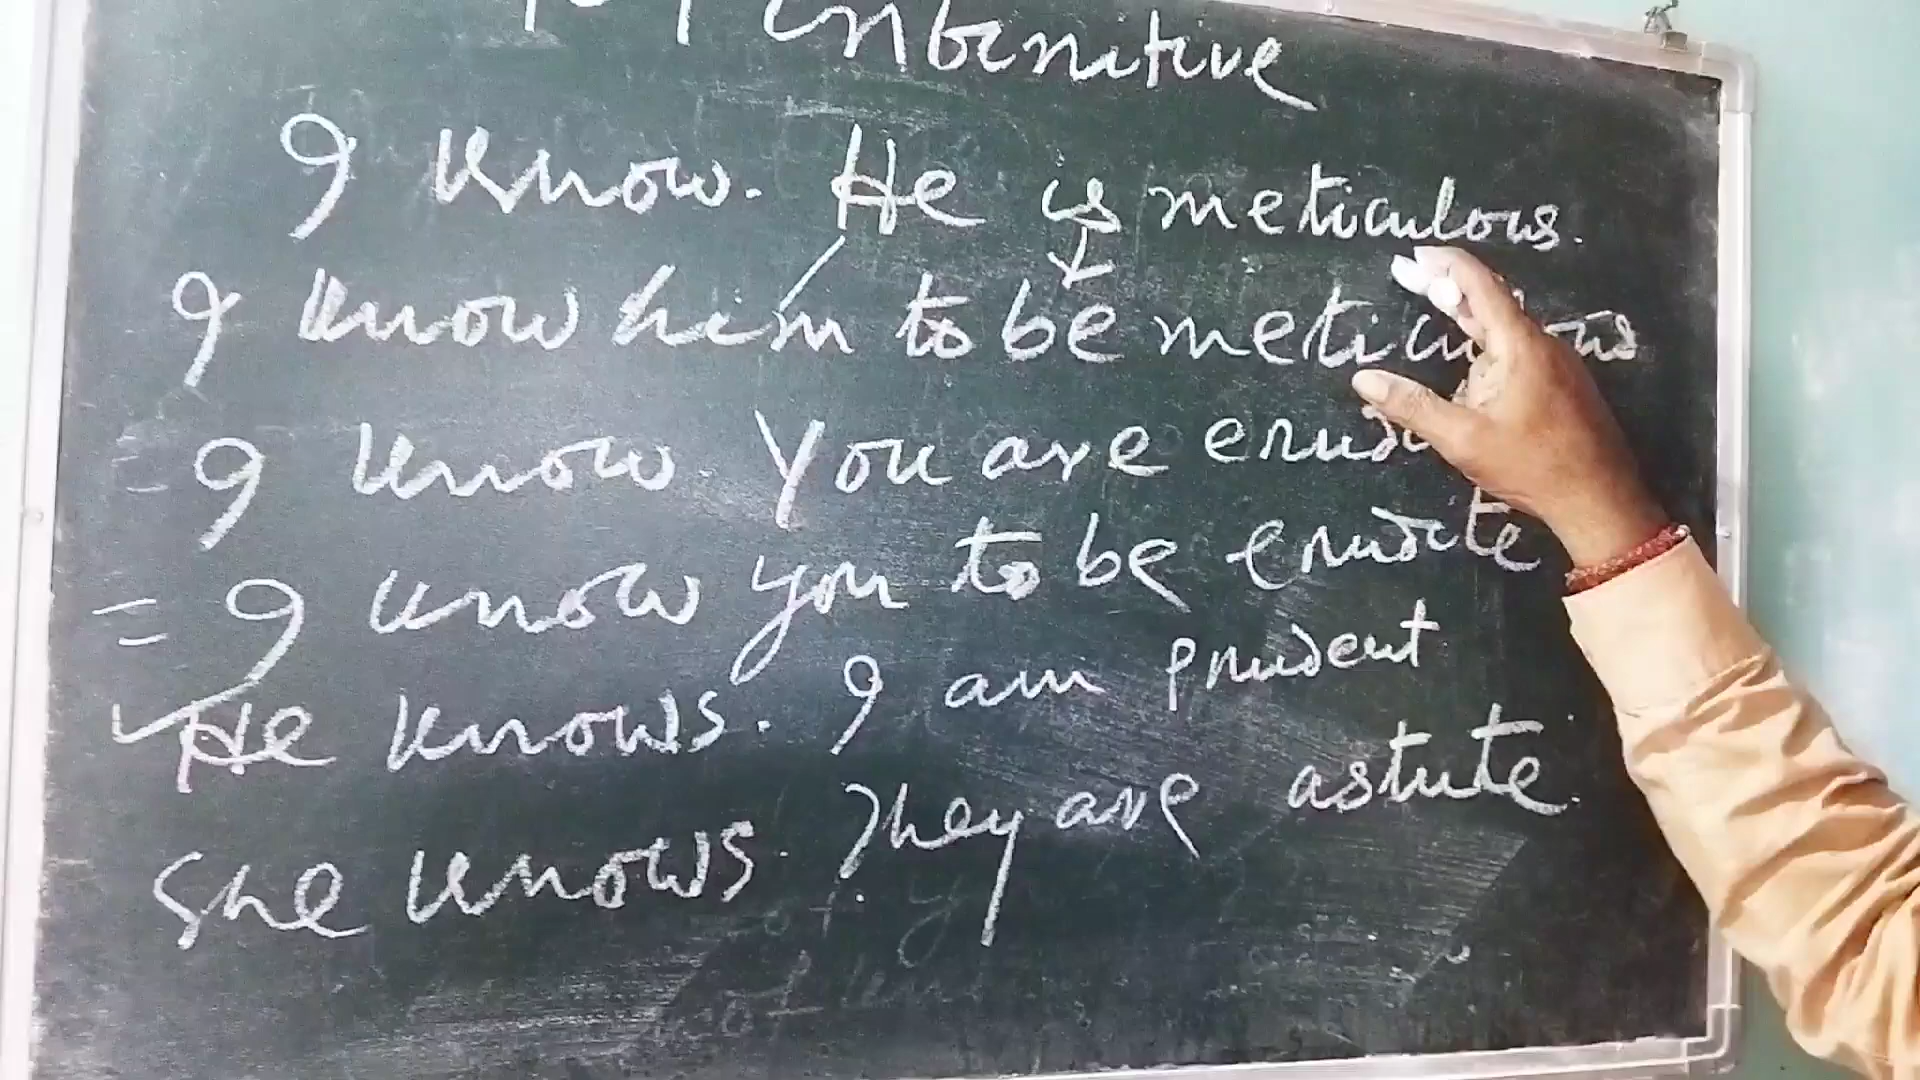 infinitive
I know. He is meticulous.
I know him to be meticulous
= I know You are erudite
= I know you to be erudite
He knows. I am prudent
She knows. They are astute.